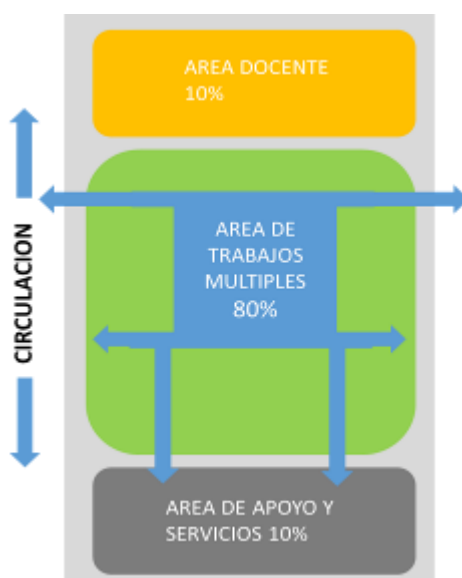 AREA DOCENTE
10%
CIRCULACION
AREA DE
TRABAJOS
MULTIPLES
80%
AREA DE APOYO Y
SERVICIOS 10%